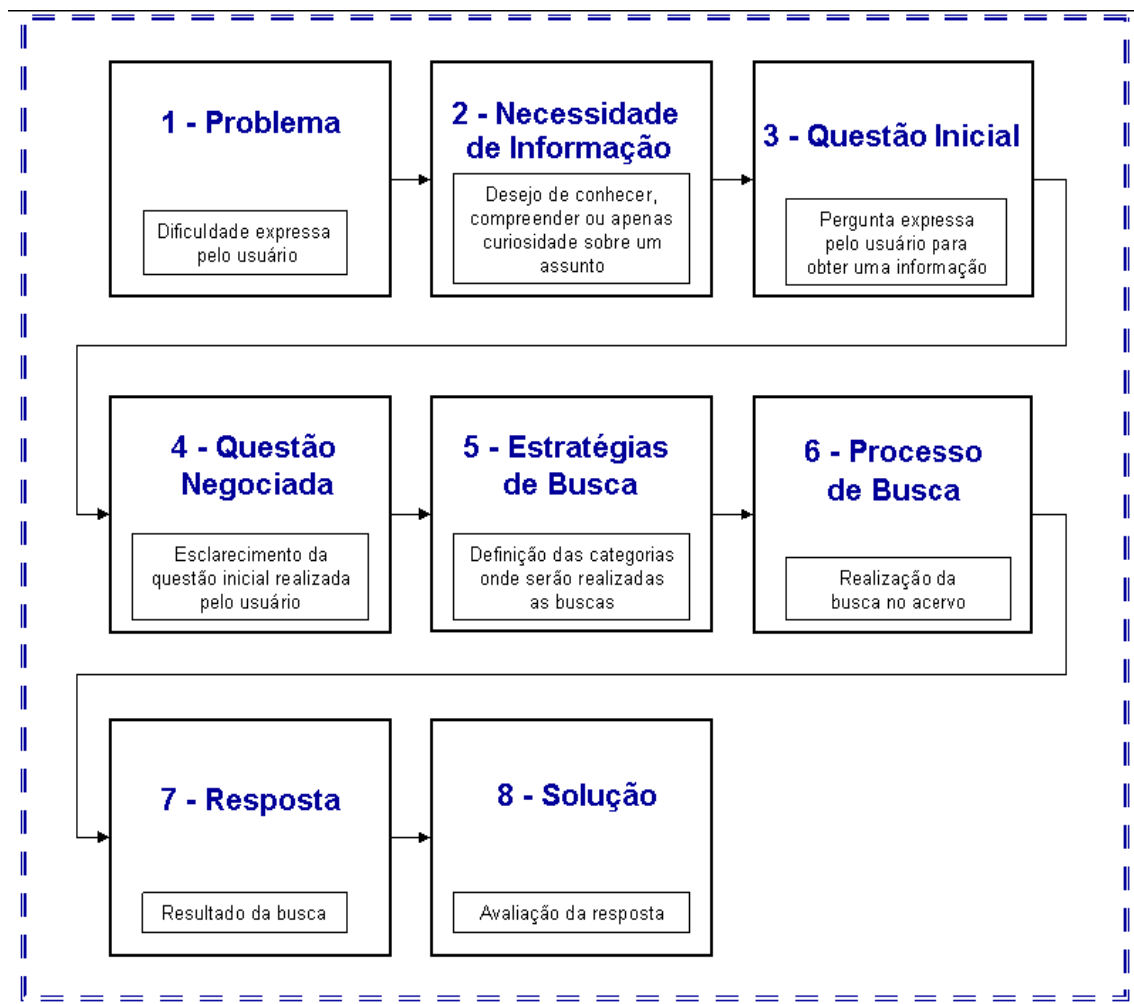 1 - Problema
Dificuldade expressa
pelo usuário
2 - Necessidade
de Informação
Desejo de conhecer,
compreender ou apenas
curiosidade sobre um
assunto
3 - Questão Inicial
Pergunta expressa
pelo usuário para
obter uma informação
4 - Questão
Negociada
Esclarecimento da
questão inicial realizada
pelo usuário
5 - Estratégias
de Busca
Definição das categorias
onde serão realizadas
as buscas
6 - Processo
de Busca
Realização da
busca no acervo
7 - Resposta
Resultado da busca
8 - Solução
Avaliação da resposta